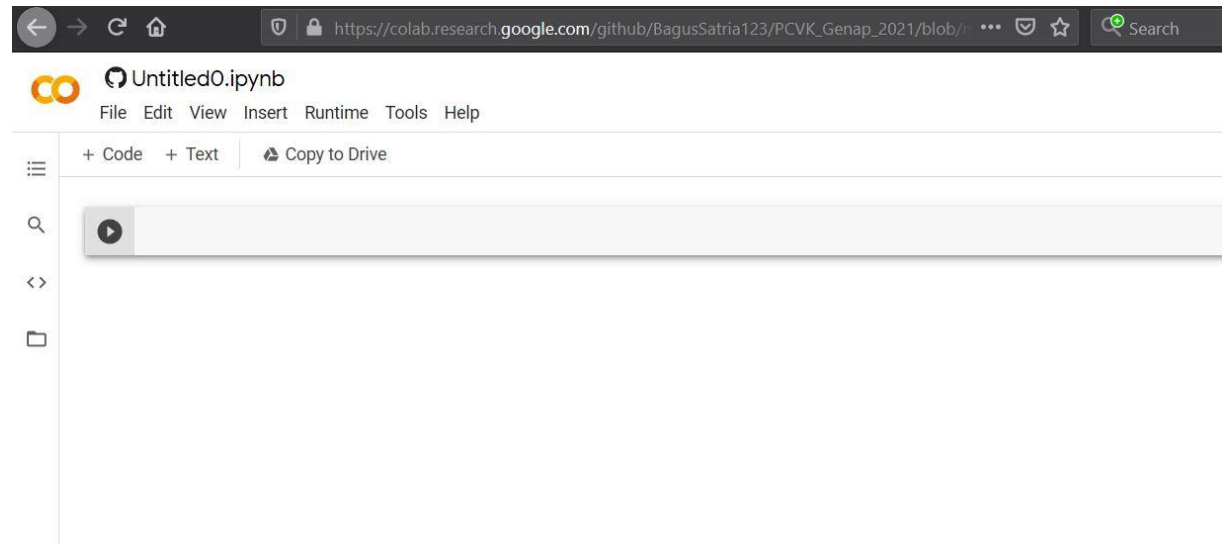 https://colab.research.google.com/github/BagusSatria123/PCVK_Genap_2021/blob/ Search
Untitled0.ipynb
File Edit View Insert Runtime Tools Help
+ Code + Text Copy to Drive